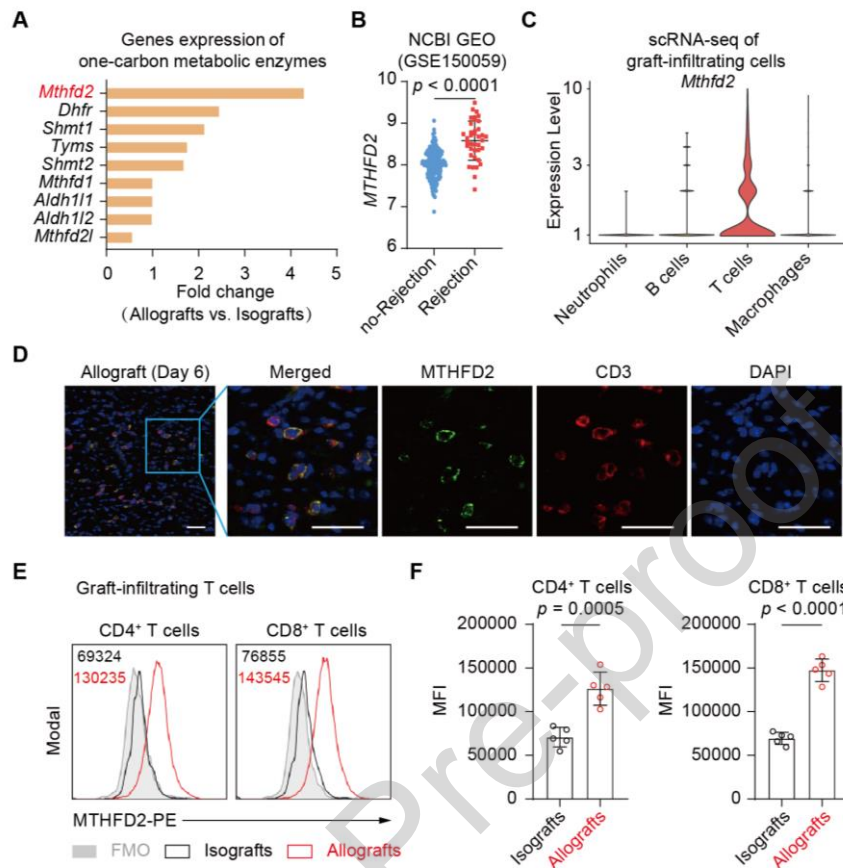 A
Genes expression of
one-carbon metabolic enzymes
Mthfd2
Dhfr
Shmt1
Tyms
Shmt2
Mthfd1
Aldh1l1
Aldh1l2
Mthfd2l
0 1 2 3 4 5
Fold change
(Allografts vs. Isografts)
B
NCBI GEO
(GSE150059)
p < 0.0001
MTHFD2
10
9
8
7
6
no-Rejection
Rejection
C
scRNA-seq of
graft-infiltrating cells
Mthfd2
Expression Level
10
3
1
Neutrophils
B cells
T cells
Macrophages
D
Allograft (Day 6) Merged MTHFD2 CD3 DAPI
E
Graft-infiltrating T cells
CD4+ T cells
69324
130235
CD8+ T cells
76855
143545
Modal
MTHFD2-PE
FMO Isografts Allografts
F
CD4+ T cells
p = 0.0005
MFI
200000
150000
100000
50000
0
Isografts
Allografts
CD8+ T cells
p < 0.0001
MFI
200000
150000
100000
50000
0
Isografts
Allografts
Pre-proof